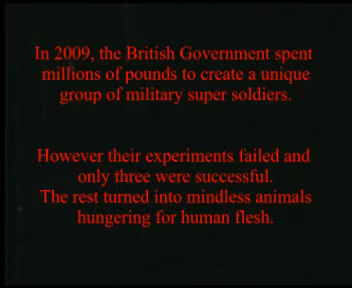 In 2009, the British Government spent
millions of pounds to create a unique
group of military super soldiers.
However their experiments failed and
only three were successful.
The rest turned into mindless animals
hungering for human flesh.